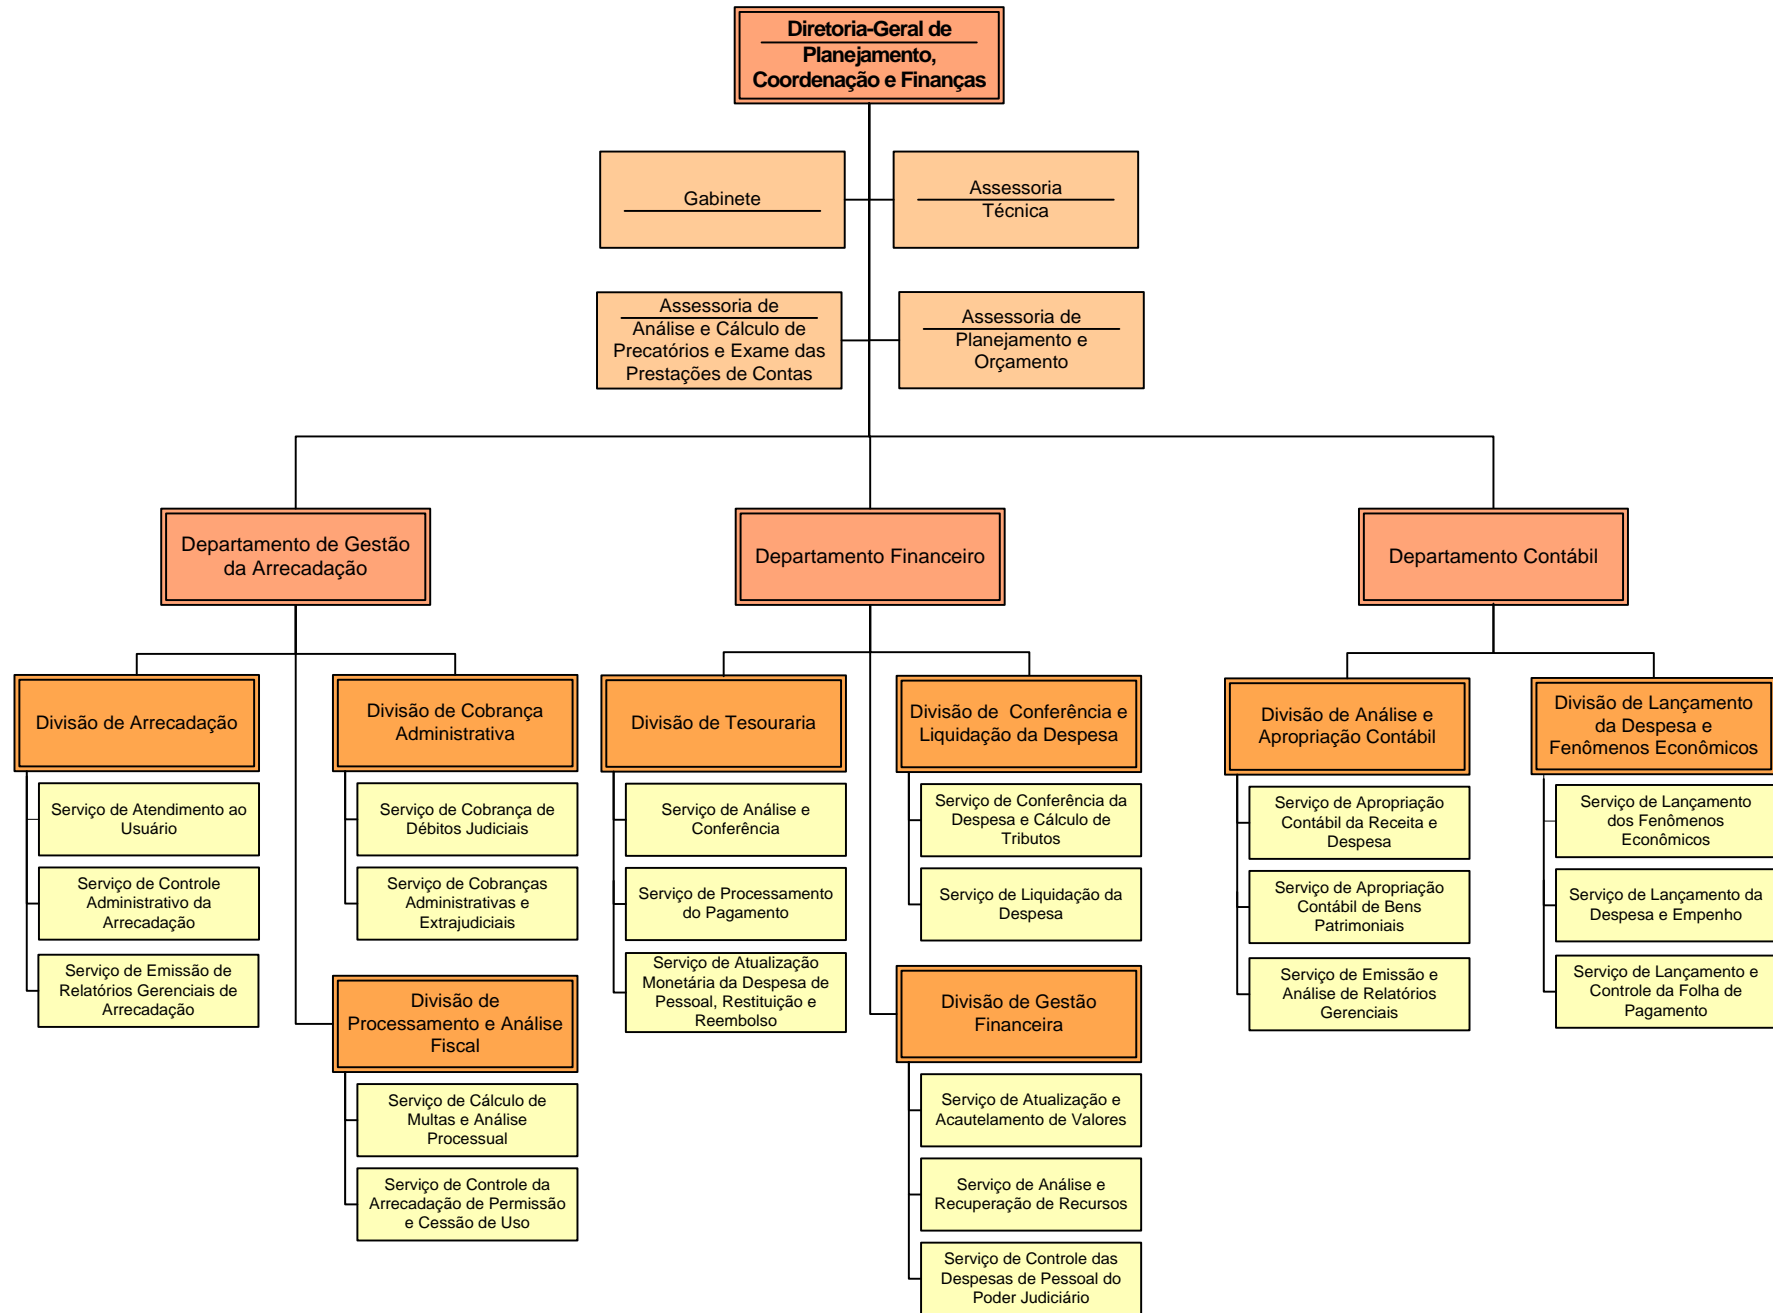 Diretoria-Geral de
Planejamento,
Coordenação e Finanças
Gabinete
Assessoria
Técnica
Assessoria de
Análise e Cálculo de
Precatórios e Exame das
Prestações de Contas
Assessoria de
Planejamento e
Orçamento
Departamento de Gestão
da Arrecadação
Departamento Financeiro
Departamento Contábil
Divisão de Arrecadação
Serviço de Atendimento ao
Usuário
Serviço de Controle
Administrativo da
Arrecadação
Serviço de Emissão de
Relatórios Gerenciais de
Arrecadação
Divisão de Cobrança
Administrativa
Serviço de Cobrança de
Débitos Judiciais
Serviço de Cobranças
Administrativas e
Extrajudiciais
Divisão de
Processamento e Análise
Fiscal
Serviço de Cálculo de
Multas e Análise
Processual
Serviço de Controle da
Arrecadação de Permissão
e Cessão de Uso
Divisão de Tesouraria
Serviço de Análise e
Conferência
Serviço de Processamento
do Pagamento
Serviço de Atualização
Monetária da Despesa de
Pessoal, Restituição e
Reembolso
Divisão de Conferência e
Liquidação da Despesa
Serviço de Conferência da
Despesa e Cálculo de
Tributos
Serviço de Liquidação da
Despesa
Divisão de Gestão
Financeira
Serviço de Atualização e
Acautelamento de Valores
Serviço de Análise e
Recuperação de Recursos
Serviço de Controle das
Despesas de Pessoal do
Poder Judiciário
Divisão de Análise e
Apropriação Contábil
Serviço de Apropriação
Contábil da Receita e
Despesa
Serviço de Apropriação
Contábil de Bens
Patrimoniais
Serviço de Emissão e
Análise de Relatórios
Gerenciais
Divisão de Lançamento
da Despesa e
Fenômenos Econômicos
Serviço de Lançamento
dos Fenômenos
Econômicos
Serviço de Lançamento da
Despesa e Empenho
Serviço de Lançamento e
Controle da Folha de
Pagamento